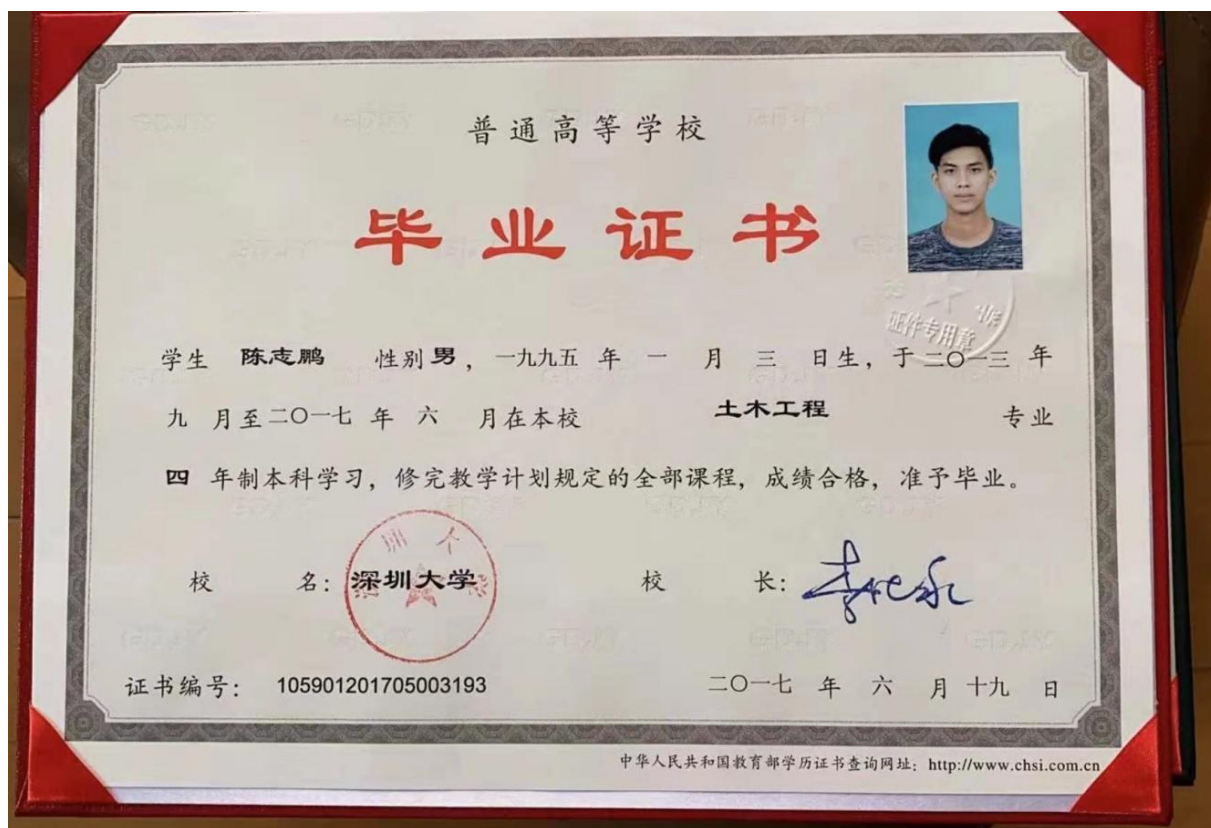 普通高等学校
毕业证书
证件专用章
学生 陈志鹏 性别 男 ，一九九五 年 一 月 三 日生，于 二〇一三 年
九 月至 二〇一七 年 六 月在本校 土木工程 专业
四 年制本科学习，修完教学计划规定的全部课程，成绩合格，准予毕业。
校 名：深圳大学 校 长：
证书编号：105901201705003193 二〇一七 年 六 月 十九 日
中华人民共和国教育部学历证书查询网址：http://www.chsi.com.cn